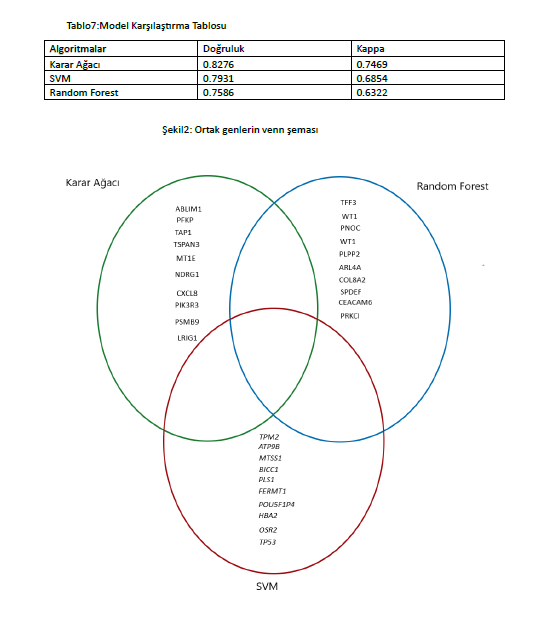 Tablo7:Model Karşılaştırma Tablosu
Algoritmalar Doğruluk Kappa
Karar Ağacı 0.8276 0.7469
SVM 0.7931 0.6854
Random Forest 0.7586 0.6322
Şekil2: Ortak genlerin venn şeması
Karar Ağacı
Random Forest
ABLIM1
PFKP
TAP1
TSPAN3
MT1E
NDRG1
CXCL8
PIK3R3
PSMB9
LRIG1
TFF3
WT1
PNOC
WT1
PLPP2
ARL4A
COL8A2
SPDEF
CEACAM6
PRKCI
TPM2
ATP9B
MTSS1
BICC1
PLS1
FERMT1
POU5F1P4
HBA2
OSR2
TP53
SVM